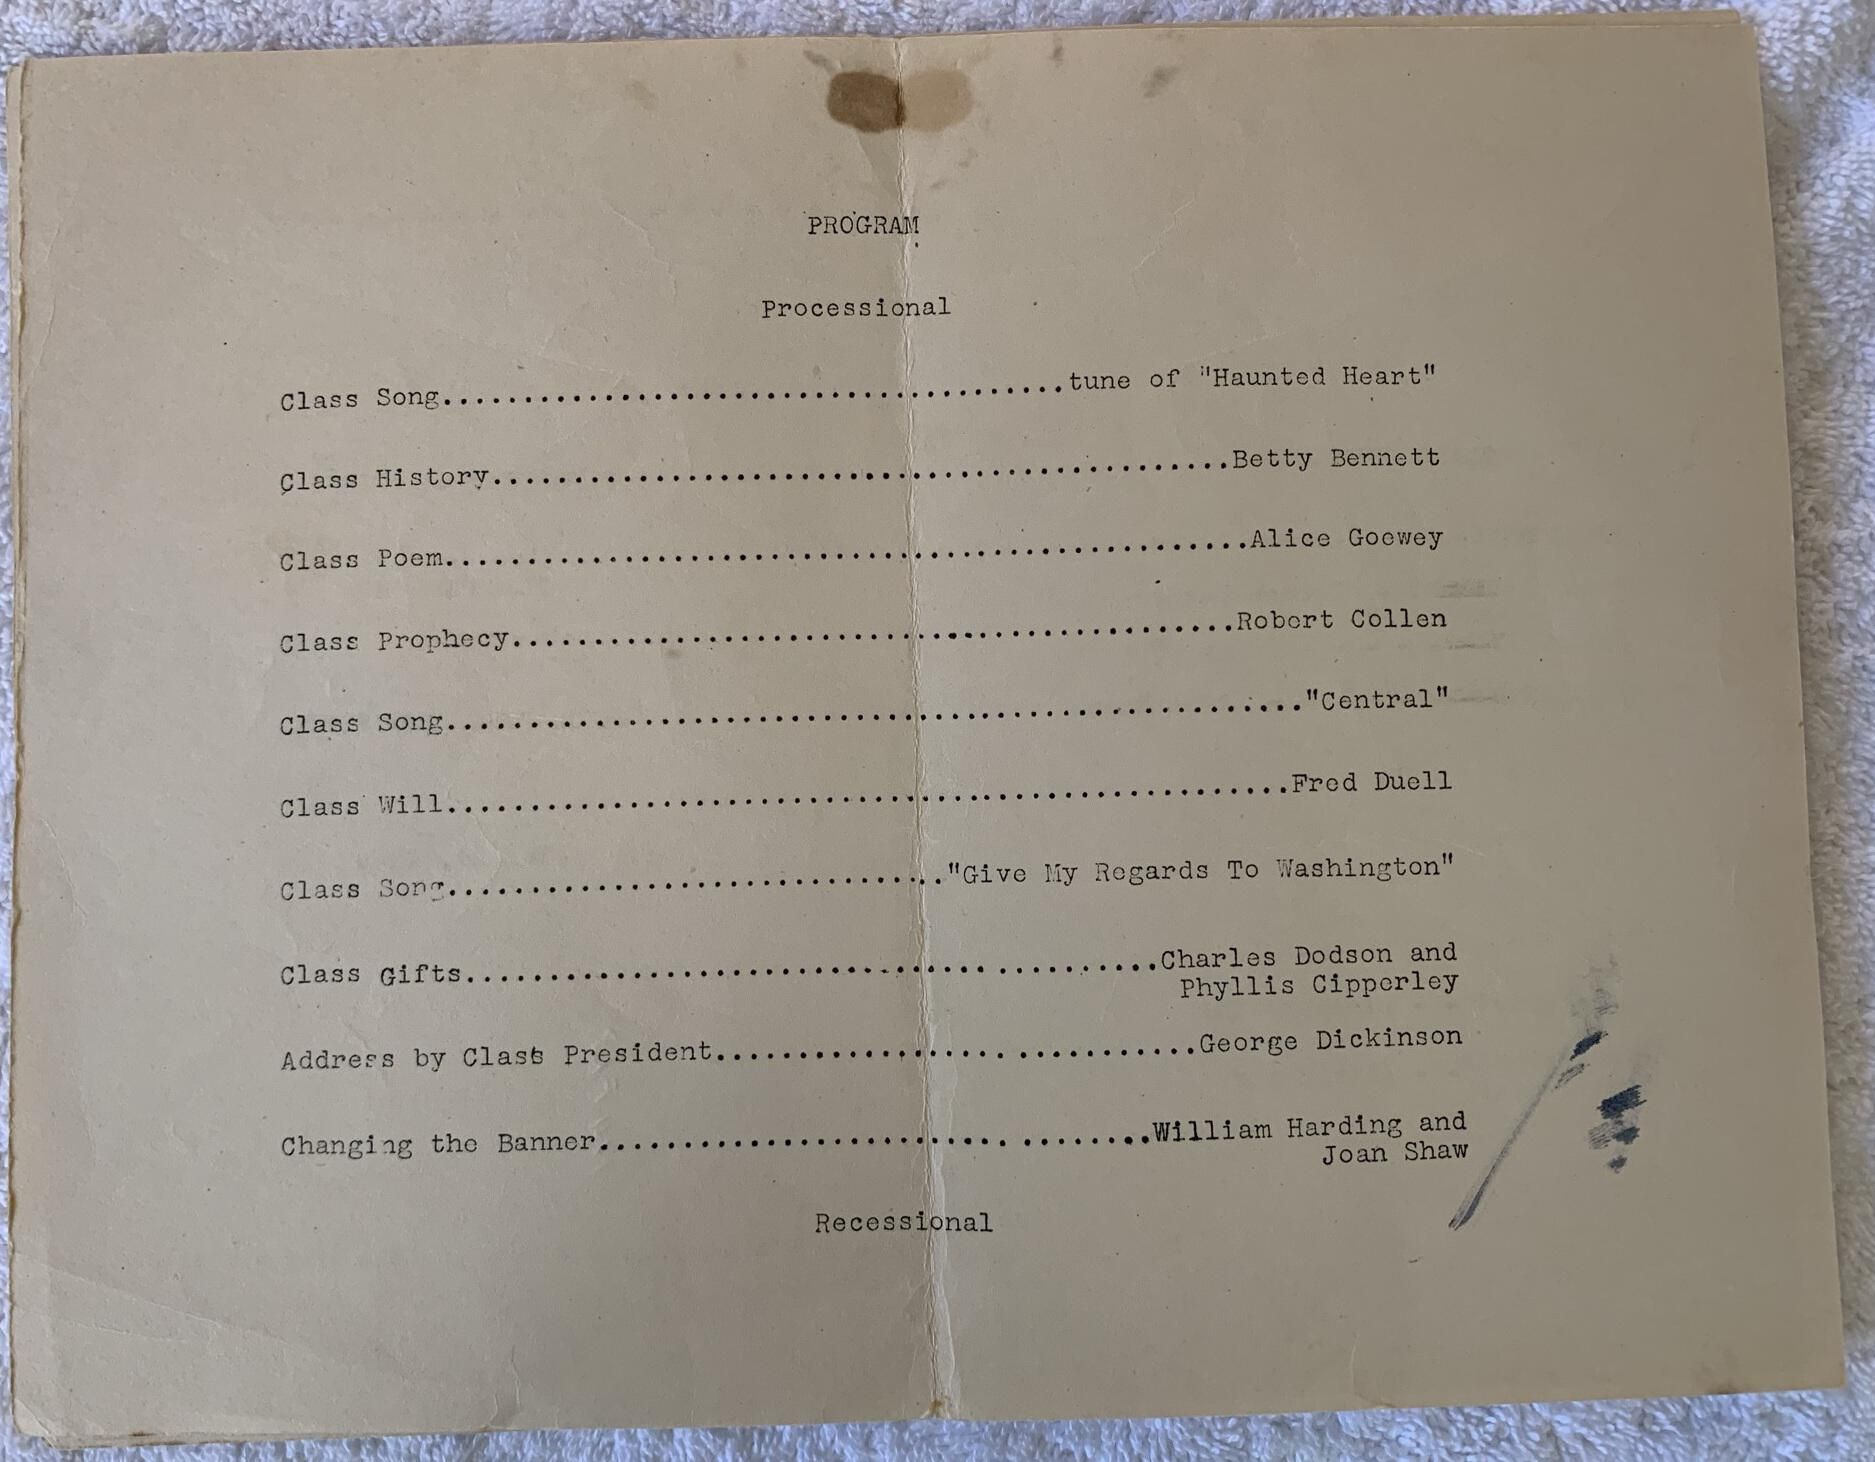 PROGRAM
Processional
Class Song......................................tune of "Haunted Heart"
Class History.............................................Betty Bennett
Class Poem.................................................Alice Goewey
Class Prophecy............................................Robert Collen
Class Song...................................................."Central"
Class Will...................................................Fred Duell
Class Song.............................."Give My Regards To Washington"
Class Gifts.......................... ..........Charles Dodson and
Phyllis Cipperley
Address by Class President.................. ...........George Dickinson
Changing the Banner......................... ........William Harding and
Joan Shaw
Recessional